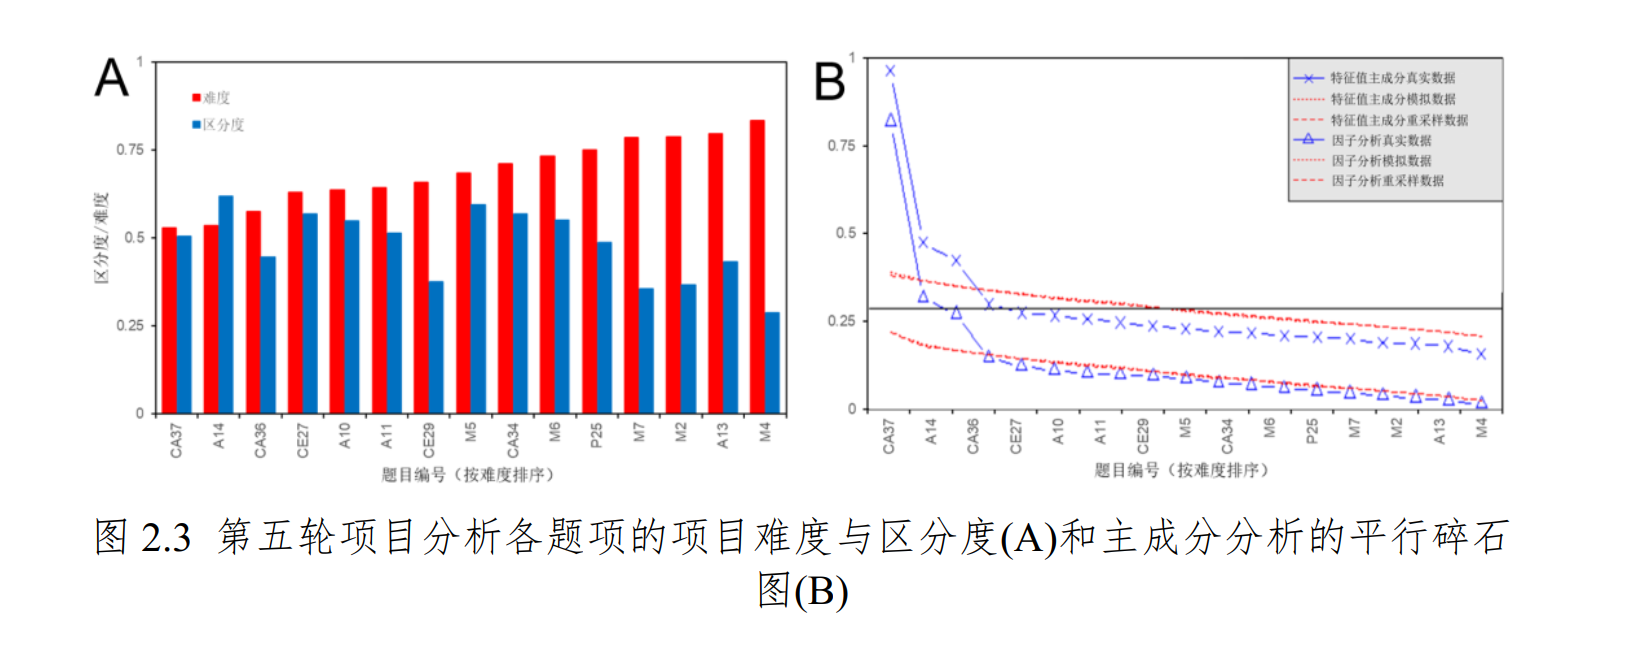 A
1
0.75
0.5
0.25
0
区分度/难度
难度
区分度
CA37
A14
CA36
CE27
A10
A11
CE29
M5
CA34
M6
P25
M7
M2
A13
M4
题目编号（按难度排序）
B
1
0.75
0.5
0.25
0
特征值主成分真实数据
特征值主成分模拟数据
特征值主成分重采样数据
因子分析真实数据
因子分析模拟数据
因子分析重采样数据
CA37
A14
CA36
CE27
A10
A11
CE29
M5
CA34
M6
P25
M7
M2
A13
M4
题目编号（按难度排序）
图 2.3 第五轮项目分析各题项的项目难度与区分度(A)和主成分分析的平行碎石
图(B)